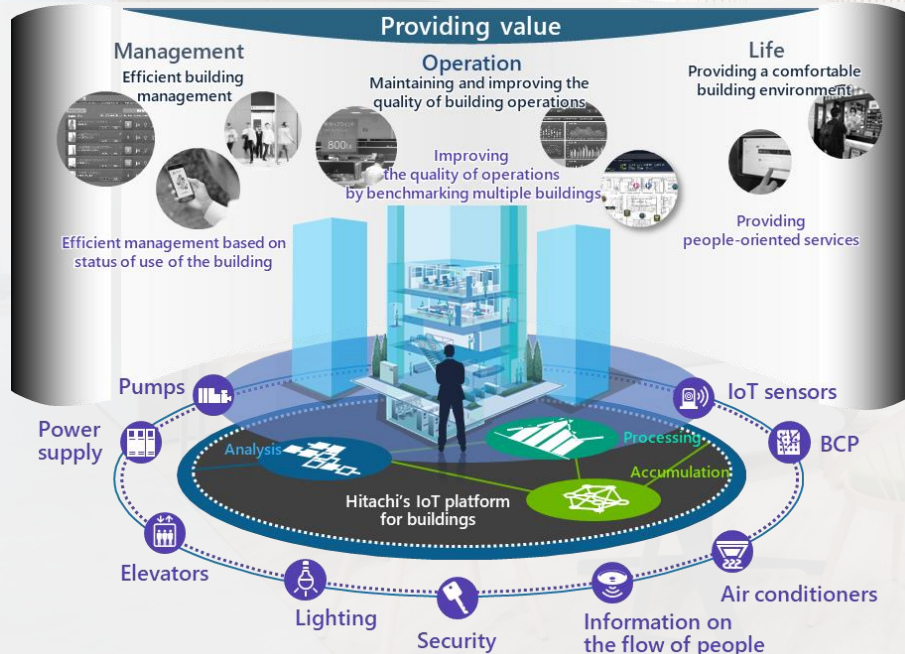 Providing value
Management
Efficient building
management
Operation
Maintaining and improving the
quality of building operations
Life
Providing a comfortable
building environment
800
Improving
the quality of operations
by benchmarking multiple buildings
Efficient management based on
status of use of the building
Providing
people-oriented services
Pumps
IoT sensors
Power
supply
BCP
Analysis
Processing
Accumulation
Hitachi's IoT platform
for buildings
Elevators
Air conditioners
Lighting
Information on
the flow of people
Security